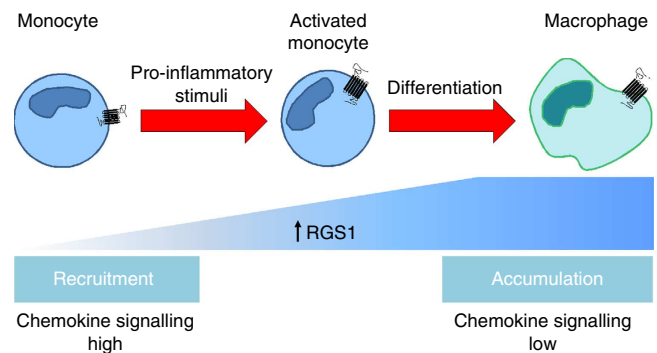 Monocyte
Pro-inflammatory
stimuli
Activated
monocyte
Differentiation
Macrophage
↑ RGS1
Recruitment
Accumulation
Chemokine signalling
high
Chemokine signalling
low